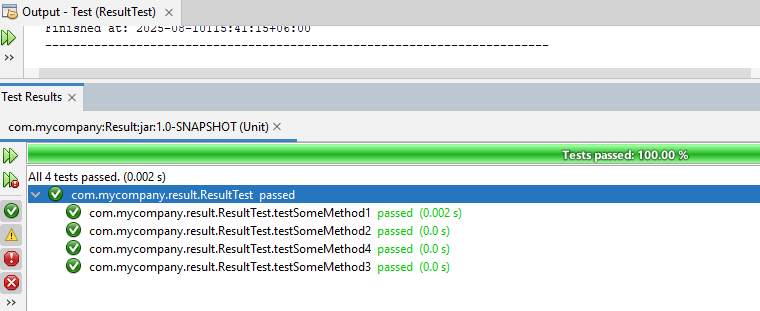 Output - Test (ResultTest) ×
Finished at: 2025-08-10T15:41:15+06:00
------------------------------------------------------------------------
Test Results ×
com.mycompany:Result:jar:1.0-SNAPSHOT (Unit) ×
Tests passed: 100.00 %
All 4 tests passed. (0.002 s)
com.mycompany.result.ResultTest passed
com.mycompany.result.ResultTest.testSomeMethod1 passed (0.002 s)
com.mycompany.result.ResultTest.testSomeMethod2 passed (0.0 s)
com.mycompany.result.ResultTest.testSomeMethod4 passed (0.0 s)
com.mycompany.result.ResultTest.testSomeMethod3 passed (0.0 s)